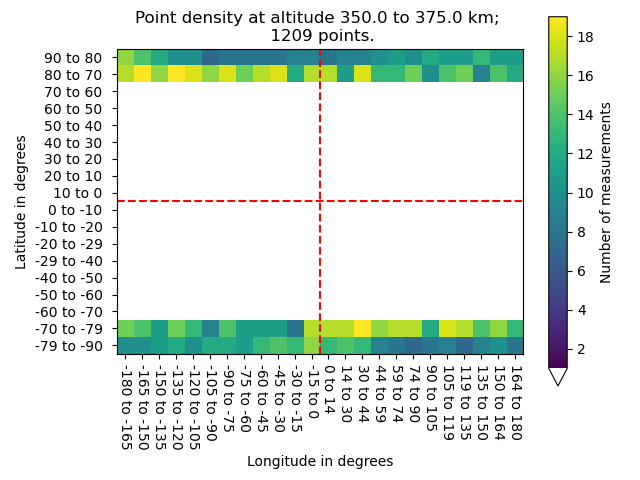 Point density at altitude 350.0 to 375.0 km;
1209 points.
90 to 80
80 to 70
70 to 60
60 to 50
50 to 40
40 to 30
30 to 20
20 to 10
10 to 0
0 to -10
-10 to -20
-20 to -29
-29 to -40
-40 to -50
-50 to -60
-60 to -70
-70 to -79
-79 to -90
Latitude in degrees
-180 to -165
-165 to -150
-150 to -135
-135 to -120
-120 to -105
-105 to -90
-90 to -75
-75 to -60
-60 to -45
-45 to -30
-30 to -15
-15 to 0
0 to 14
14 to 30
30 to 44
44 to 59
59 to 74
74 to 90
90 to 105
105 to 119
119 to 135
135 to 150
150 to 164
164 to 180
Longitude in degrees
18
16
14
12
10
8
6
4
2
Number of measurements